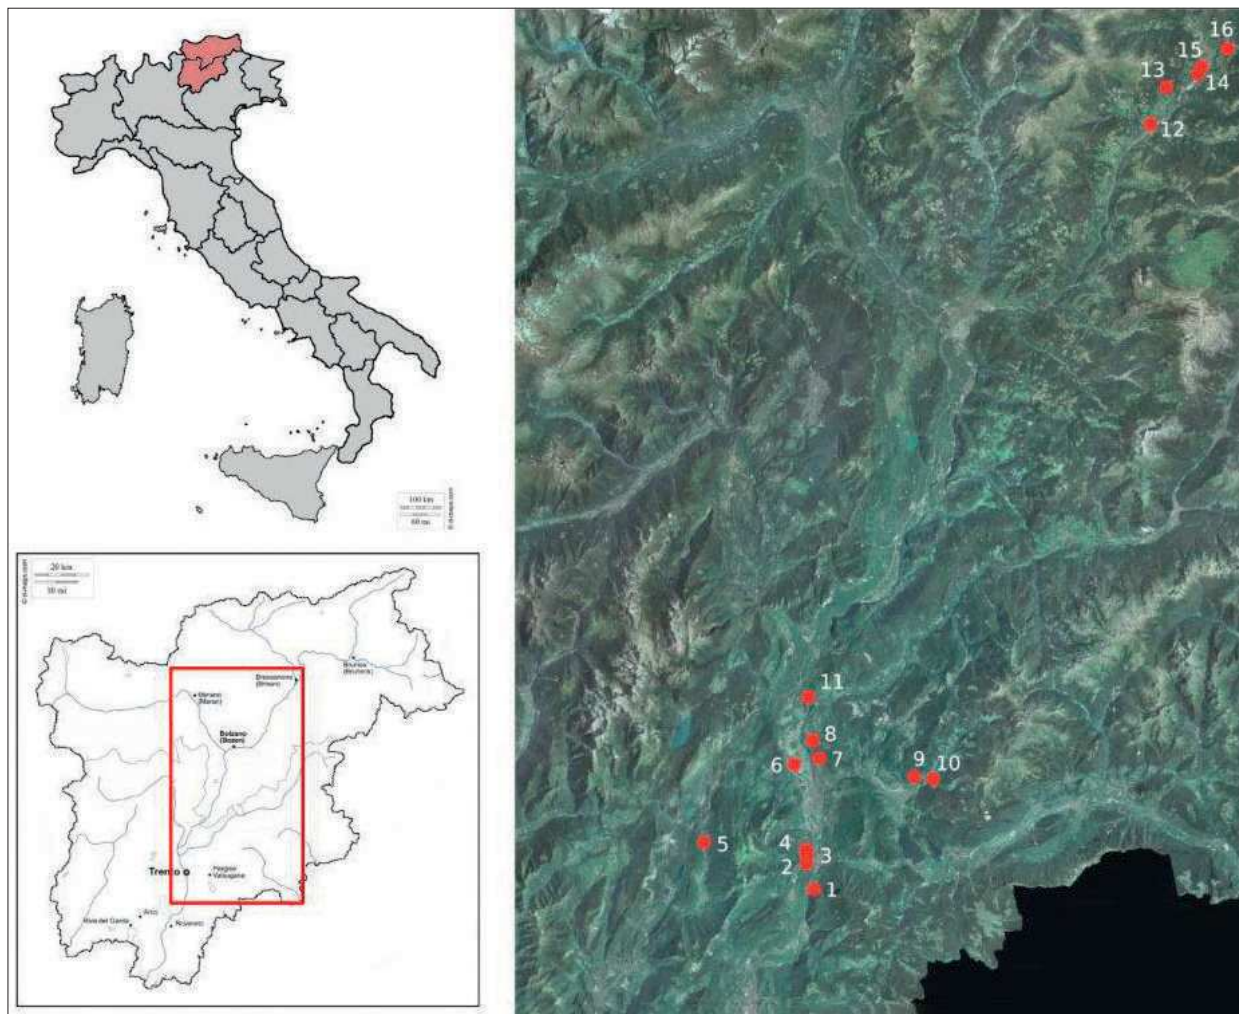 100 km
60 mi
20 km
10 mi
Merano
(Meran)
Bressanone
(Brixen)
Brunico
(Bruneck)
Bolzano
(Bozen)
Trento
Pergine
Valsugana
Arco
Riva del Garda
Rovereto
16
15
13
14
12
11
8
7
6
9
10
5
4
3
2
1